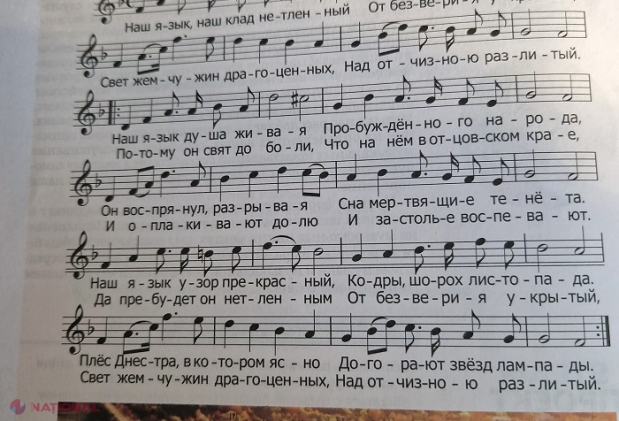 Наш я-зык, наш клад не-тлен-ный От без-ве-ри-я
Свет жем-чу-жин дра-го-цен-ных, Над от-чиз-но-ю раз-ли-тый.
Наш я-зык ду-ша жи-ва-я Про-буж-дён-но-го на-ро-да,
По-то-му он свят до бо-ли, Что на нём в от-цов-ском кра-е,
Он вос-пря-нул, раз-ры-ва-я Сна мер-твя-щи-е те-нё-та.
И о-пла-ки-ва-ют до-лю И за-столь-е вос-пе-ва-ют.
Наш я-зык у-зор пре-крас-ный, Ко-дры, шо-рох лис-то-па-да.
Да пре-бу-дет он нет-лен-ным От без-ве-ри-я у-кры-тый,
Плёс Днес-тра, в ко-то-ром яс-но До-го-ра-ют звёзд лам-па-ды.
Свет жем-чу-жин дра-го-цен-ных, Над от-чиз-но-ю раз-ли-тый.